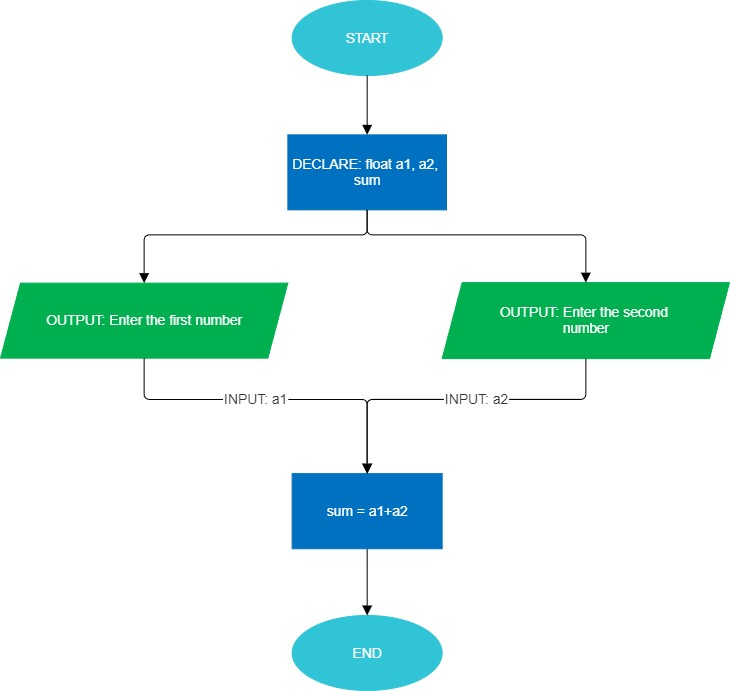 START
DECLARE: float a1, a2,
sum
OUTPUT: Enter the first number
OUTPUT: Enter the second
number
INPUT: a1
INPUT: a2
sum = a1+a2
END